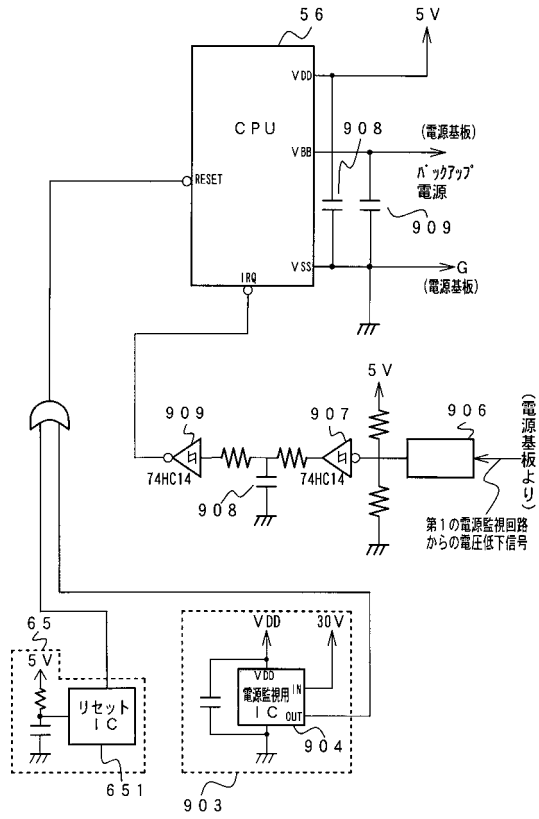 56
5V
VDD
CPU
908
(電源基板)
VBB
バックアップ
電源
RESET
909
VSS
G
(電源基板)
IRQ
5V
909
907
906
(電源基板より)
74HC14
74HC14
908
第1の電源監視回路
からの電圧低下信号
65
5V
リセット
IC
651
VDD
30V
VDD
電源監視用
IN
IC
OUT
904
903